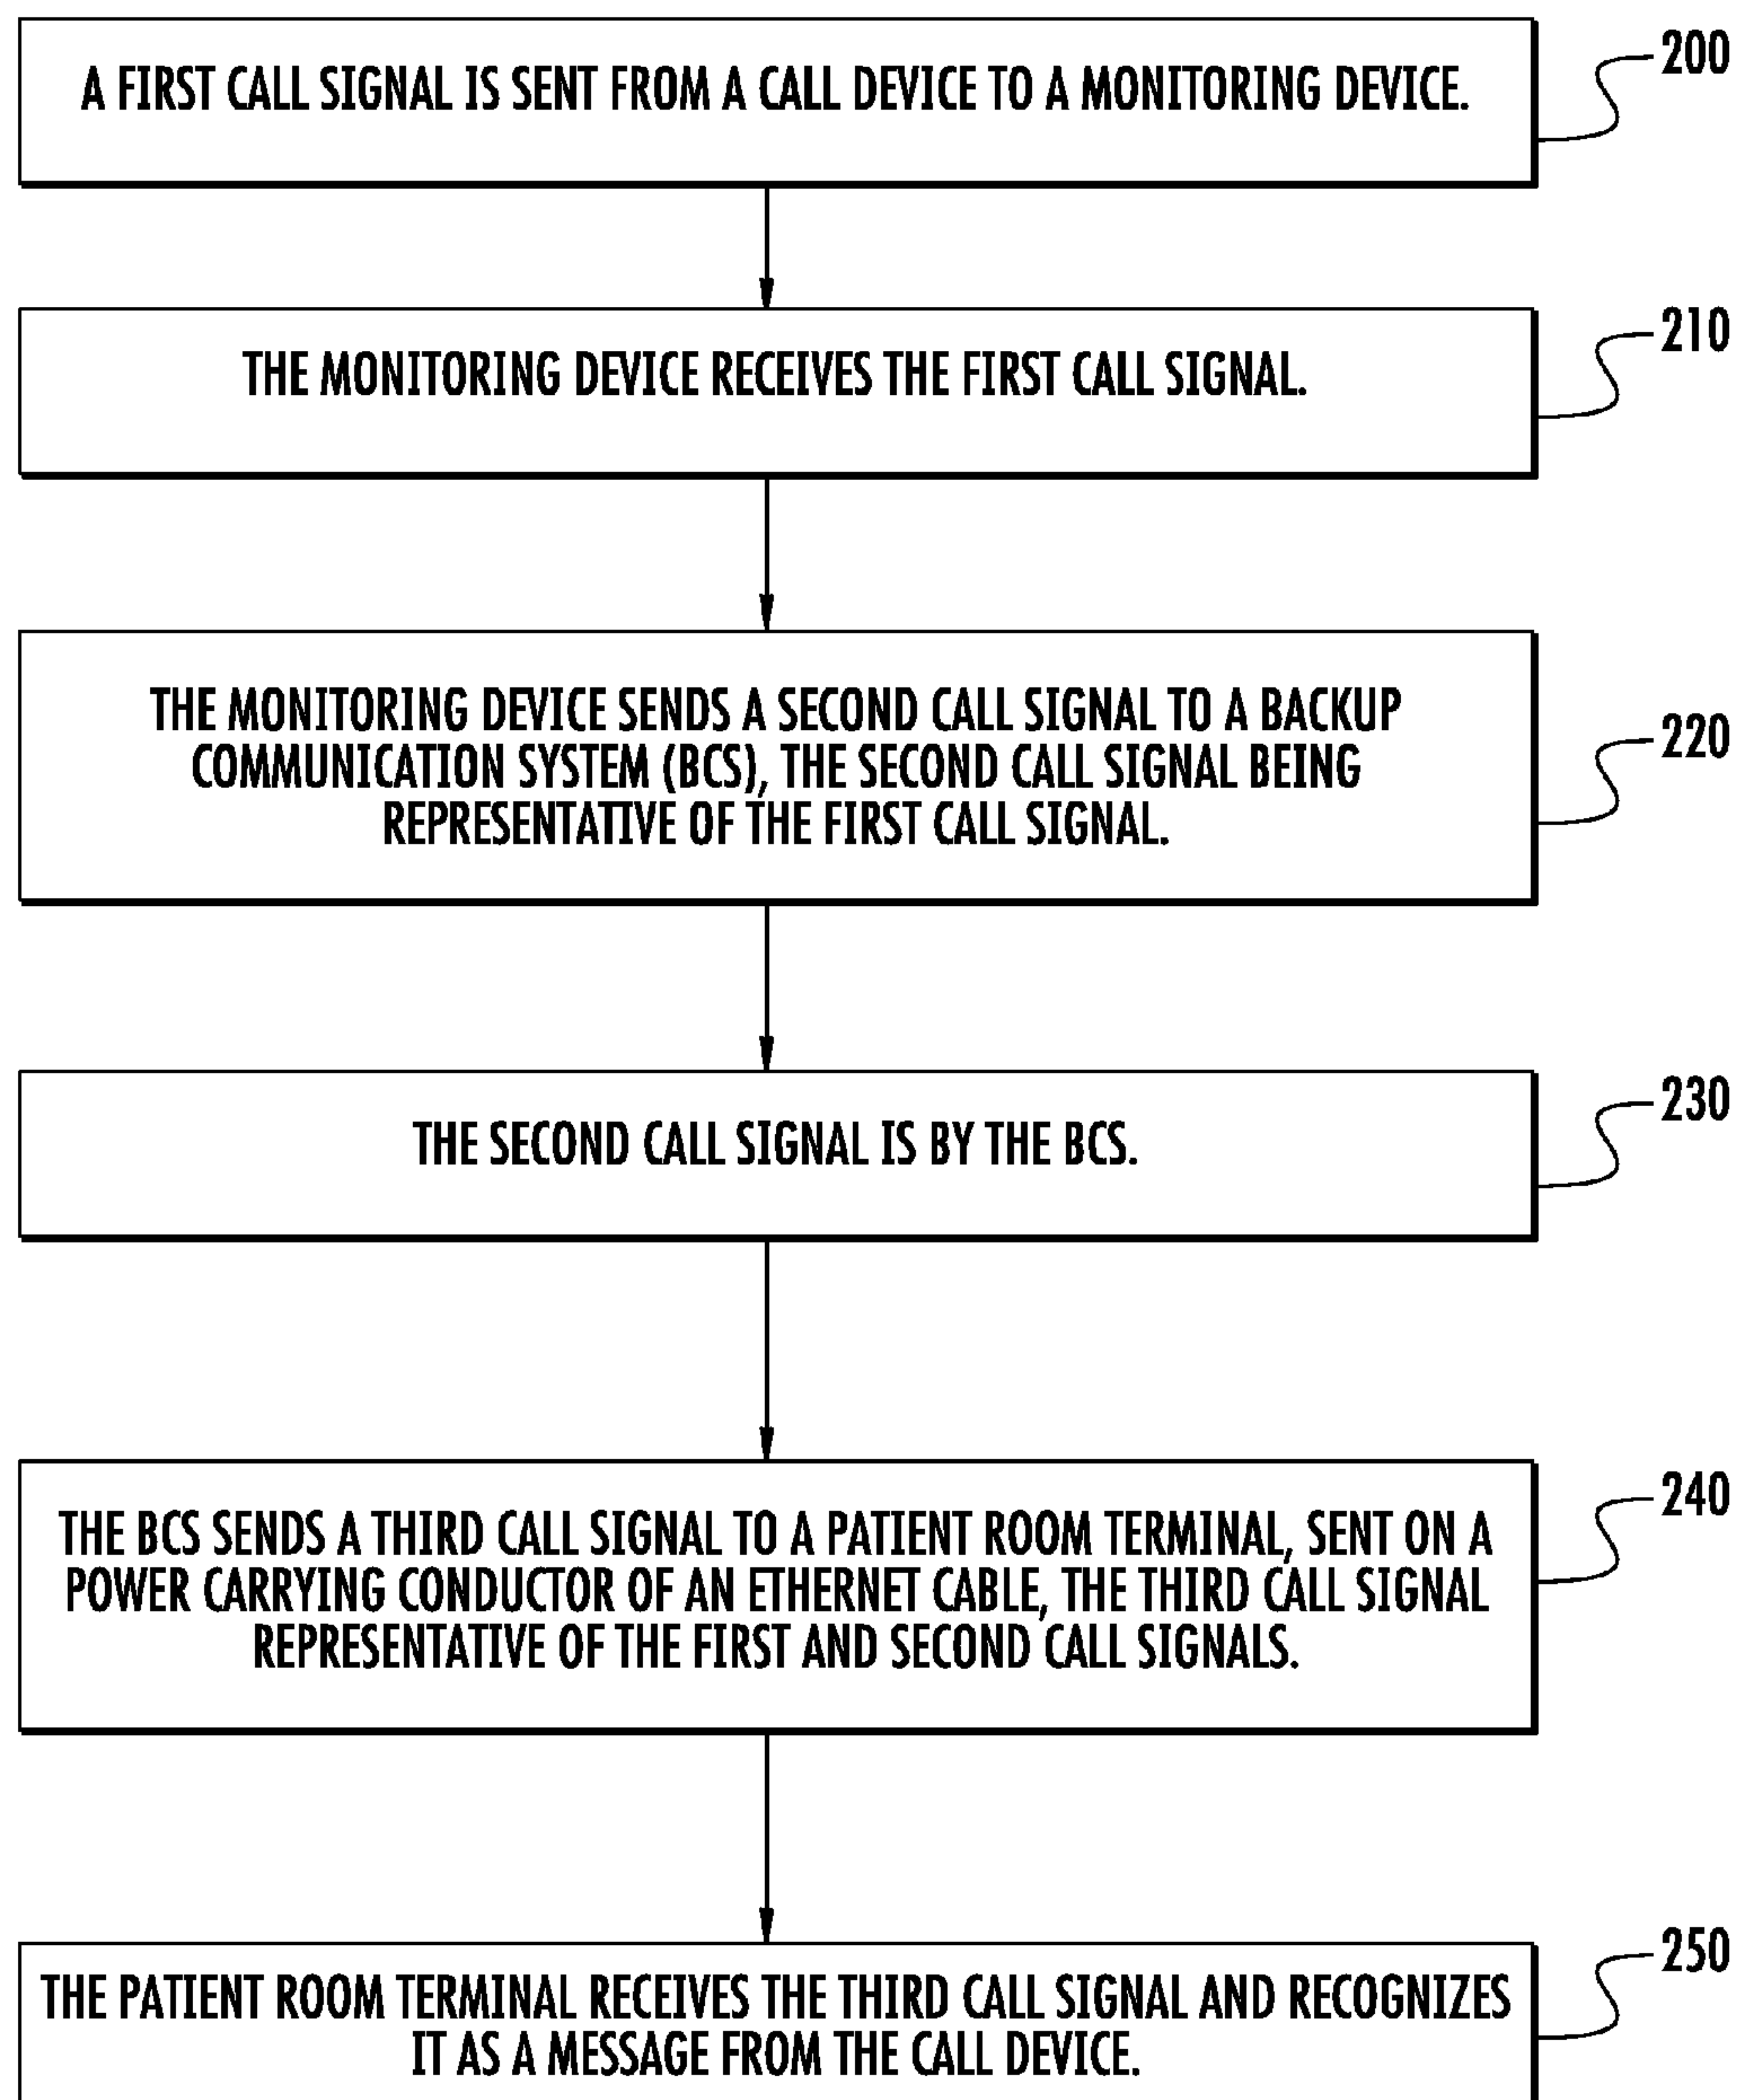 A FIRST CALL SIGNAL IS SENT FROM A CALL DEVICE TO A MONITORING DEVICE.
200
THE MONITORING DEVICE RECEIVES THE FIRST CALL SIGNAL.
210
THE MONITORING DEVICE SENDS A SECOND CALL SIGNAL TO A BACKUP
COMMUNICATION SYSTEM (BCS), THE SECOND CALL SIGNAL BEING
REPRESENTATIVE OF THE FIRST CALL SIGNAL.
220
THE SECOND CALL SIGNAL IS BY THE BCS.
230
THE BCS SENDS A THIRD CALL SIGNAL TO A PATIENT ROOM TERMINAL, SENT ON A
POWER CARRYING CONDUCTOR OF AN ETHERNET CABLE, THE THIRD CALL SIGNAL
REPRESENTATIVE OF THE FIRST AND SECOND CALL SIGNALS.
240
THE PATIENT ROOM TERMINAL RECEIVES THE THIRD CALL SIGNAL AND RECOGNIZES
IT AS A MESSAGE FROM THE CALL DEVICE.
250